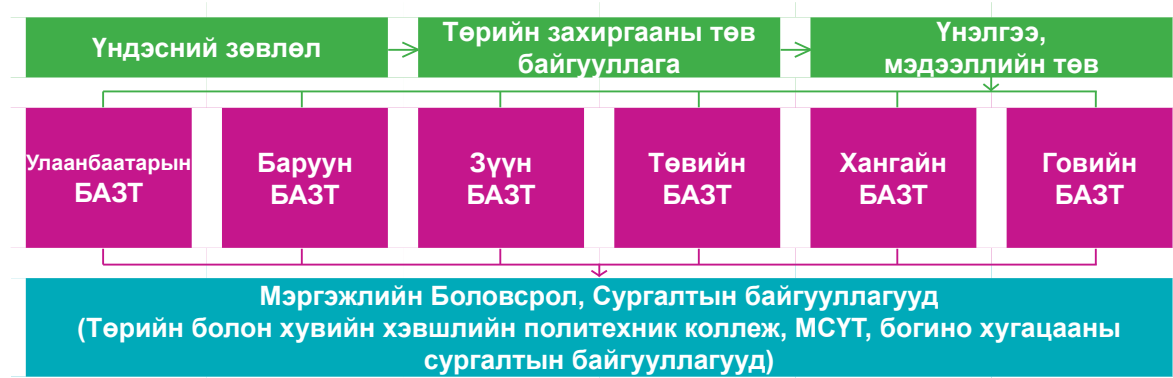 Үндэсний зөвлөл
Төрийн захиргааны төв
байгууллага
Үнэлгээ,
мэдээллийн төв
Улаанбаатарын
БАЗТ
Баруун
БАЗТ
Зүүн
БАЗТ
Төвийн
БАЗТ
Хангайн
БАЗТ
Говийн
БАЗТ
Мэргэжлийн Боловсрол, Сургалтын байгууллагууд
(Төрийн болон хувийн хэвшлийн политехник коллеж, МСҮТ, богино хугацааны
сургалтын байгууллагууд)